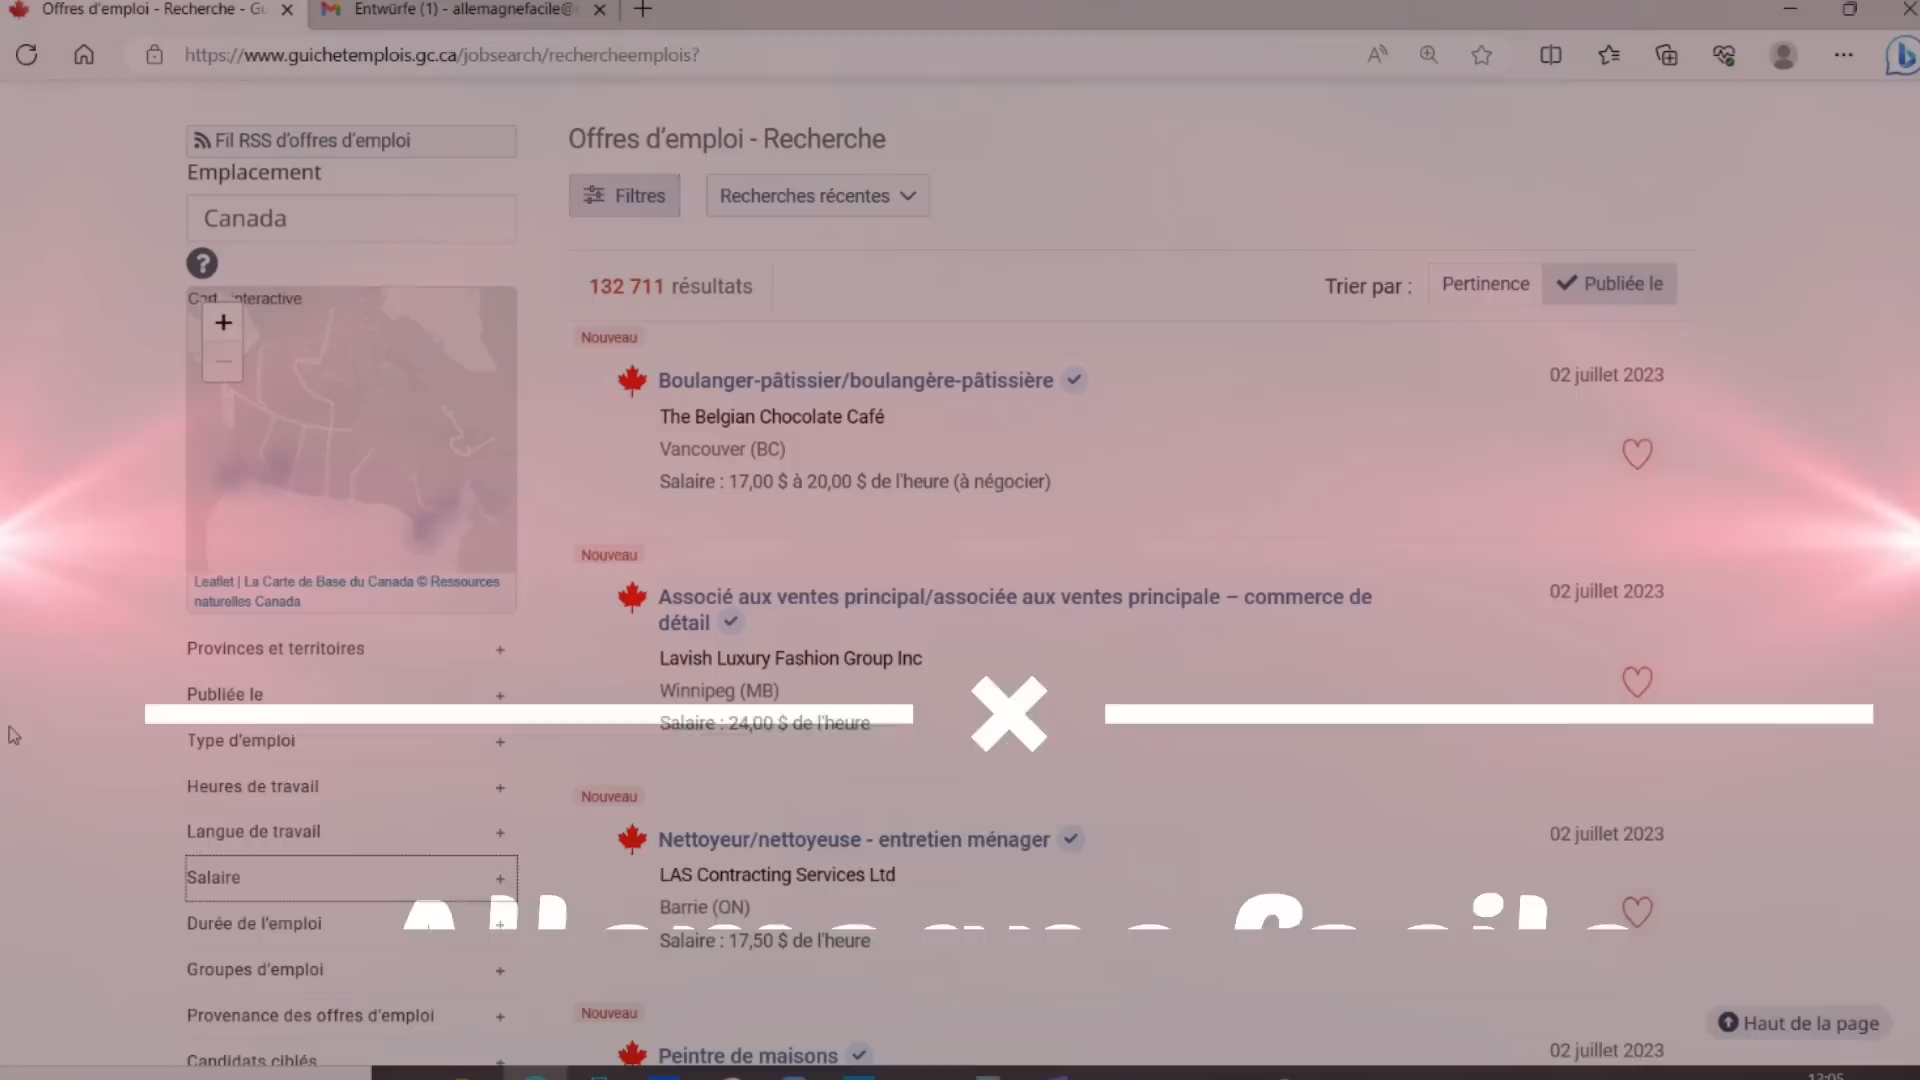 Offres d'emploi - Recherche - Gu
Entwürfe (1) - allemagnefacile@
https://www.guichetemplois.gc.ca/jobsearch/rechercheemplois?
Fil RSS d'offres d'emploi
Emplacement
Canada
Leaflet | La Carte de Base du Canada © Ressources
naturelles Canada
Provinces et territoires
Publiée le
Type d'emploi
Heures de travail
Langue de travail
Salaire
Durée de l'emploi
Groupes d'emploi
Provenance des offres d'emploi
Candidats ciblés
Offres d'emploi - Recherche
Filtres
Recherches récentes
132 711 résultats
Trier par :
Pertinence
Publiée le
Nouveau
Boulanger-pâtissier/boulangère-pâtissière
02 juillet 2023
The Belgian Chocolate Café
Vancouver (BC)
Salaire : 17,00 $ à 20,00 $ de l'heure (à négocier)
Nouveau
Associé aux ventes principal/associée aux ventes principale – commerce de
détail
02 juillet 2023
Lavish Luxury Fashion Group Inc
Winnipeg (MB)
Salaire : 24,00 $ de l'heure
Nouveau
Nettoyeur/nettoyeuse - entretien ménager
02 juillet 2023
LAS Contracting Services Ltd
Barrie (ON)
Salaire : 17,50 $ de l'heure
Nouveau
Peintre de maisons
02 juillet 2023
Haut de la page